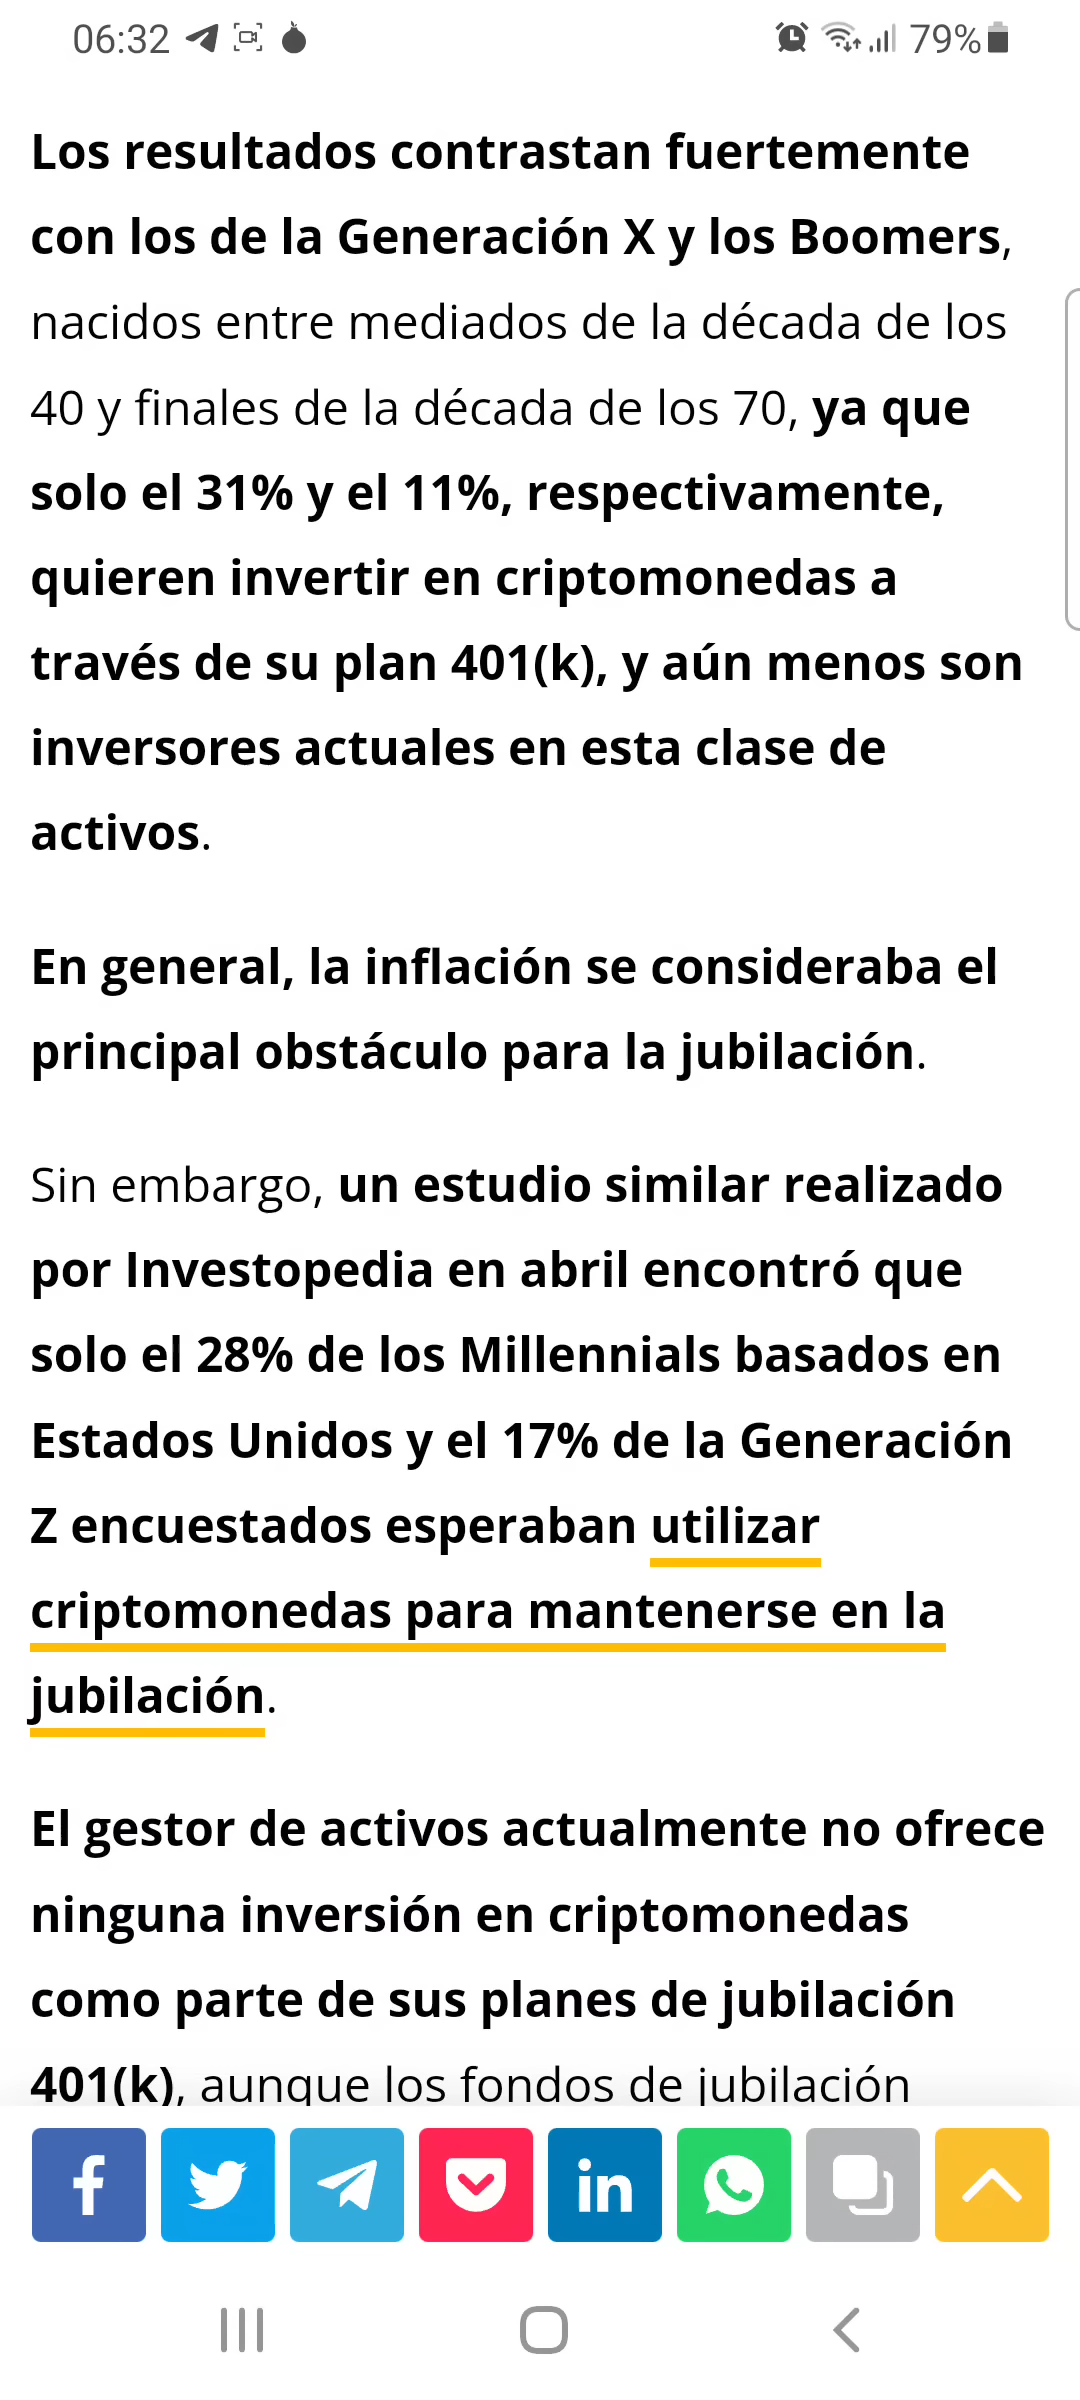 06:32
79%
Los resultados contrastan fuertemente
con los de la Generación X y los Boomers,
nacidos entre mediados de la década de los
40 y finales de la década de los 70, ya que
solo el 31% y el 11%, respectivamente,
quieren invertir en criptomonedas a
través de su plan 401(k), y aún menos son
inversores actuales en esta clase de
activos.
En general, la inflación se consideraba el
principal obstáculo para la jubilación.
Sin embargo, un estudio similar realizado
por Investopedia en abril encontró que
solo el 28% de los Millennials basados en
Estados Unidos y el 17% de la Generación
Z encuestados esperaban utilizar
criptomonedas para mantenerse en la
jubilación.
El gestor de activos actualmente no ofrece
ninguna inversión en criptomonedas
como parte de sus planes de jubilación
401(k), aunque los fondos de jubilación